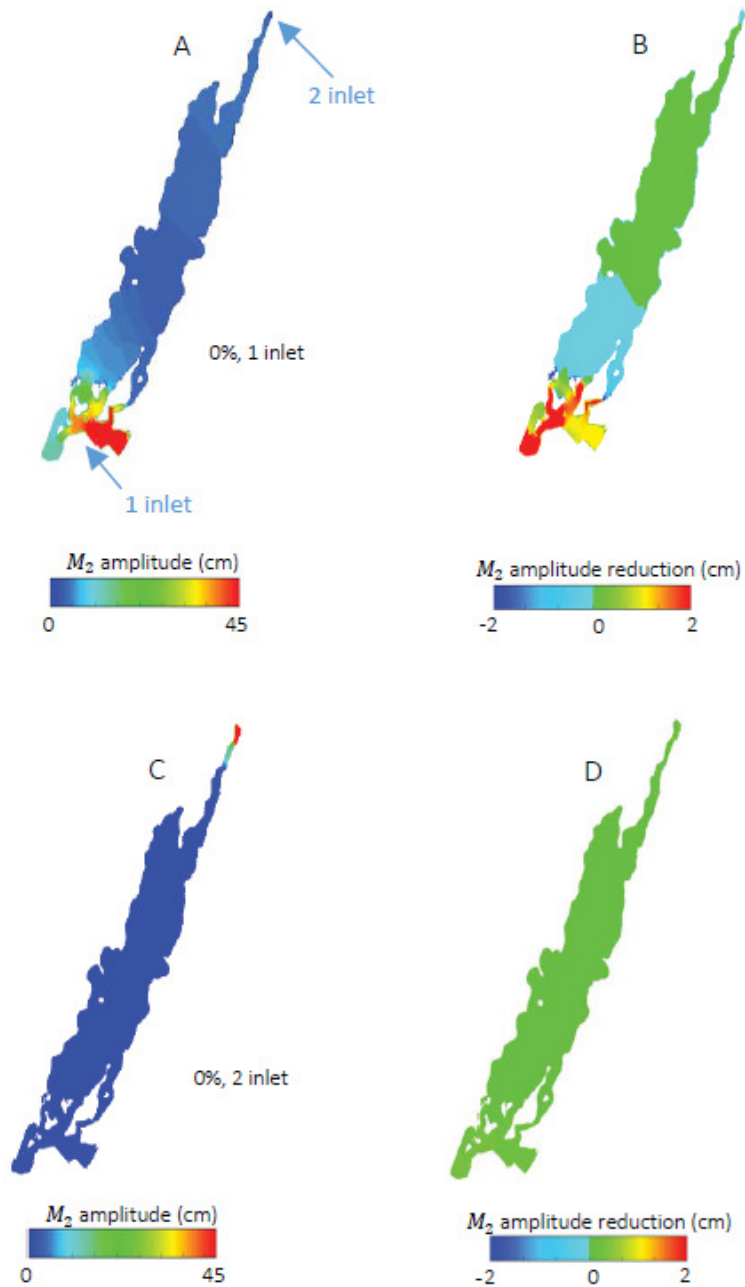 A
B
2 inlet
0%, 1 inlet
1 inlet
M₂ amplitude (cm)
0 45
M₂ amplitude reduction (cm)
-2 0 2
C
D
0%, 2 inlet
M₂ amplitude (cm)
0 45
M₂ amplitude reduction (cm)
-2 0 2